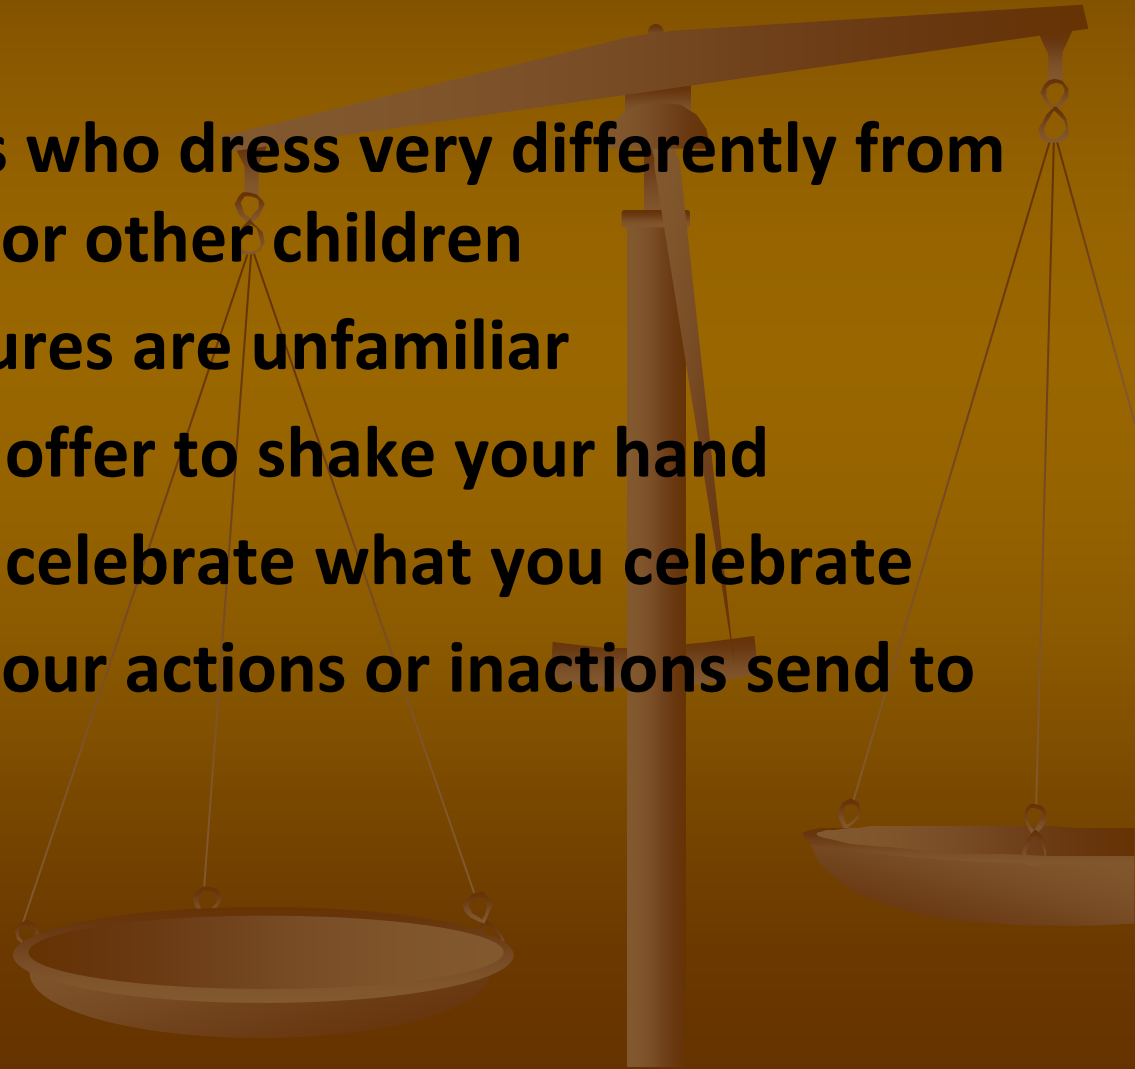 s who dress very differently from
or other children
ures are unfamiliar
offer to shake your hand
celebrate what you celebrate
our actions or inactions send to